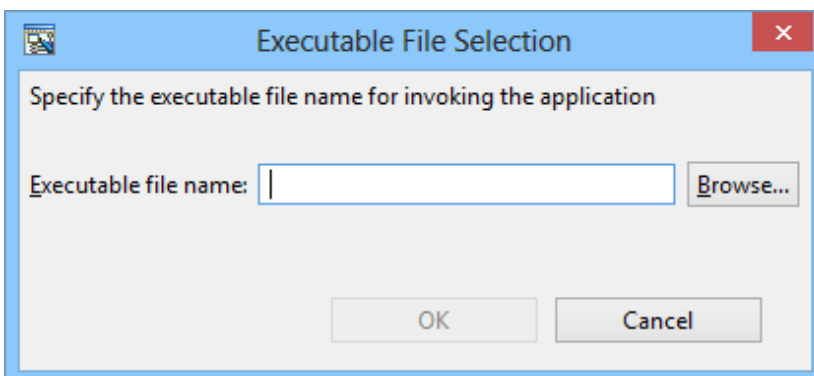 Executable File Selection
Specify the executable file name for invoking the application
Executable file name:
Browse...
OK
Cancel